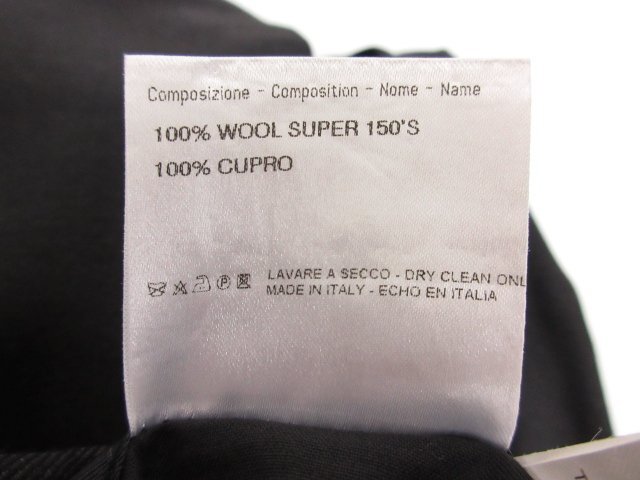 Composizione - Composition - Nome - Name
100% WOOL SUPER 150'S
100% CUPRO
LAVARE A SECCO - DRY CLEAN ONL
MADE IN ITALY - ECHO EN ITALIA